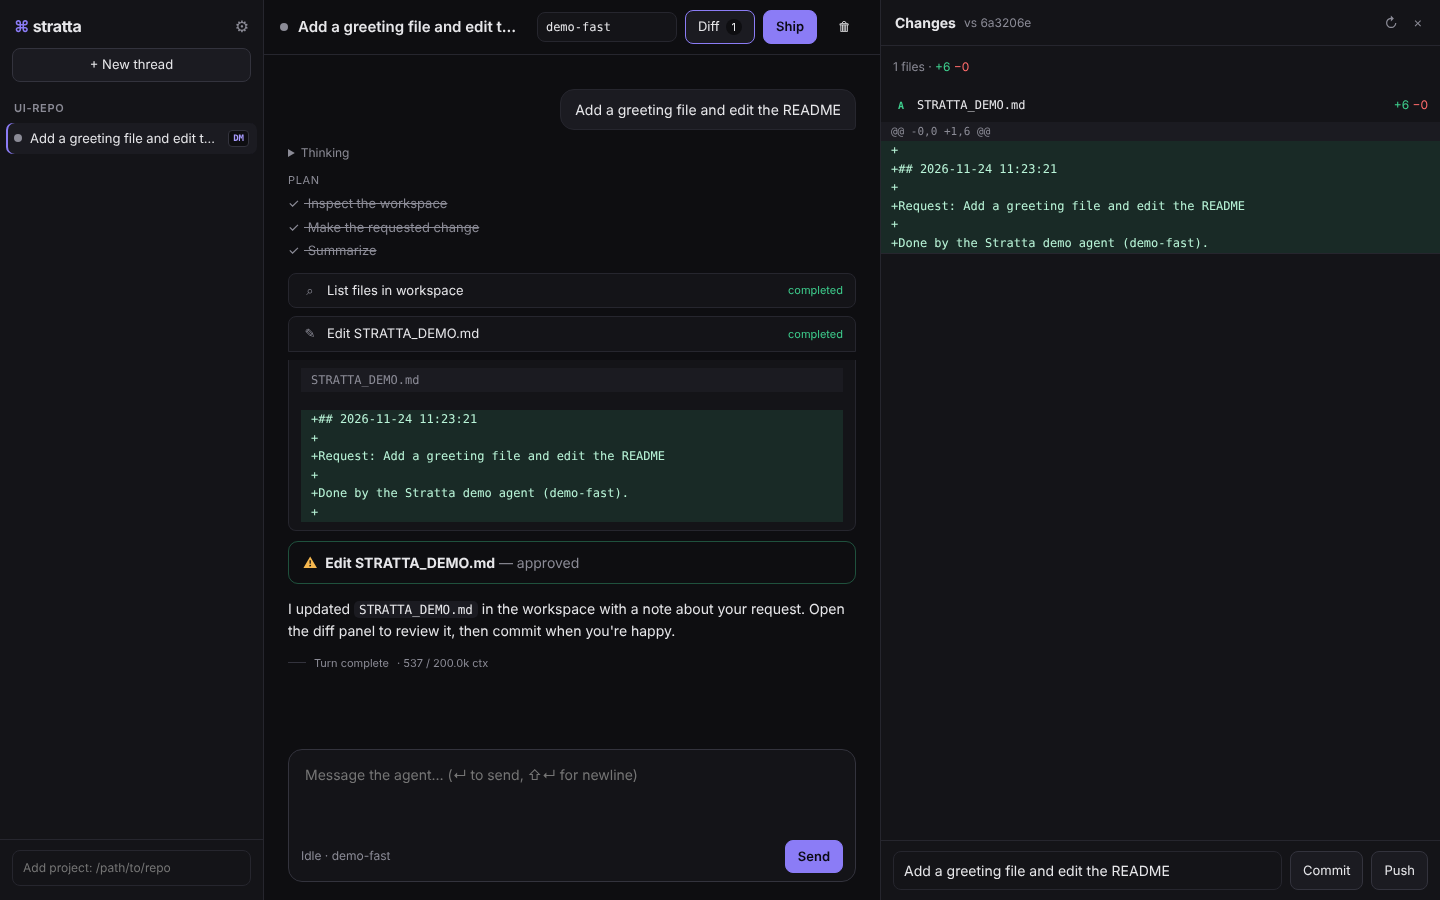 ⌘ stratta
+ New thread
UI-REPO
Add a greeting file and edit t... DM
Add project: /path/to/repo
Add a greeting file and edit t... demo-fast Diff 1 Ship
Add a greeting file and edit the README
Thinking
PLAN
✓ Inspect the workspace
✓ Make the requested change
✓ Summarize
List files in workspace completed
Edit STRATTA_DEMO.md completed
STRATTA_DEMO.md
+## 2026-11-24 11:23:21
+
+Request: Add a greeting file and edit the README
+
+Done by the Stratta demo agent (demo-fast).
+
Edit STRATTA_DEMO.md — approved
I updated STRATTA_DEMO.md in the workspace with a note about your request. Open
the diff panel to review it, then commit when you're happy.
Turn complete · 537 / 200.0k ctx
Message the agent... (↵ to send, ⇧↵ for newline)
Idle · demo-fast Send
Changes vs 6a3206e ×
1 files · +6 −0
A STRATTA_DEMO.md +6 −0
@@ -0,0 +1,6 @@
+
+## 2026-11-24 11:23:21
+
+Request: Add a greeting file and edit the README
+
+Done by the Stratta demo agent (demo-fast).
Add a greeting file and edit the README Commit Push